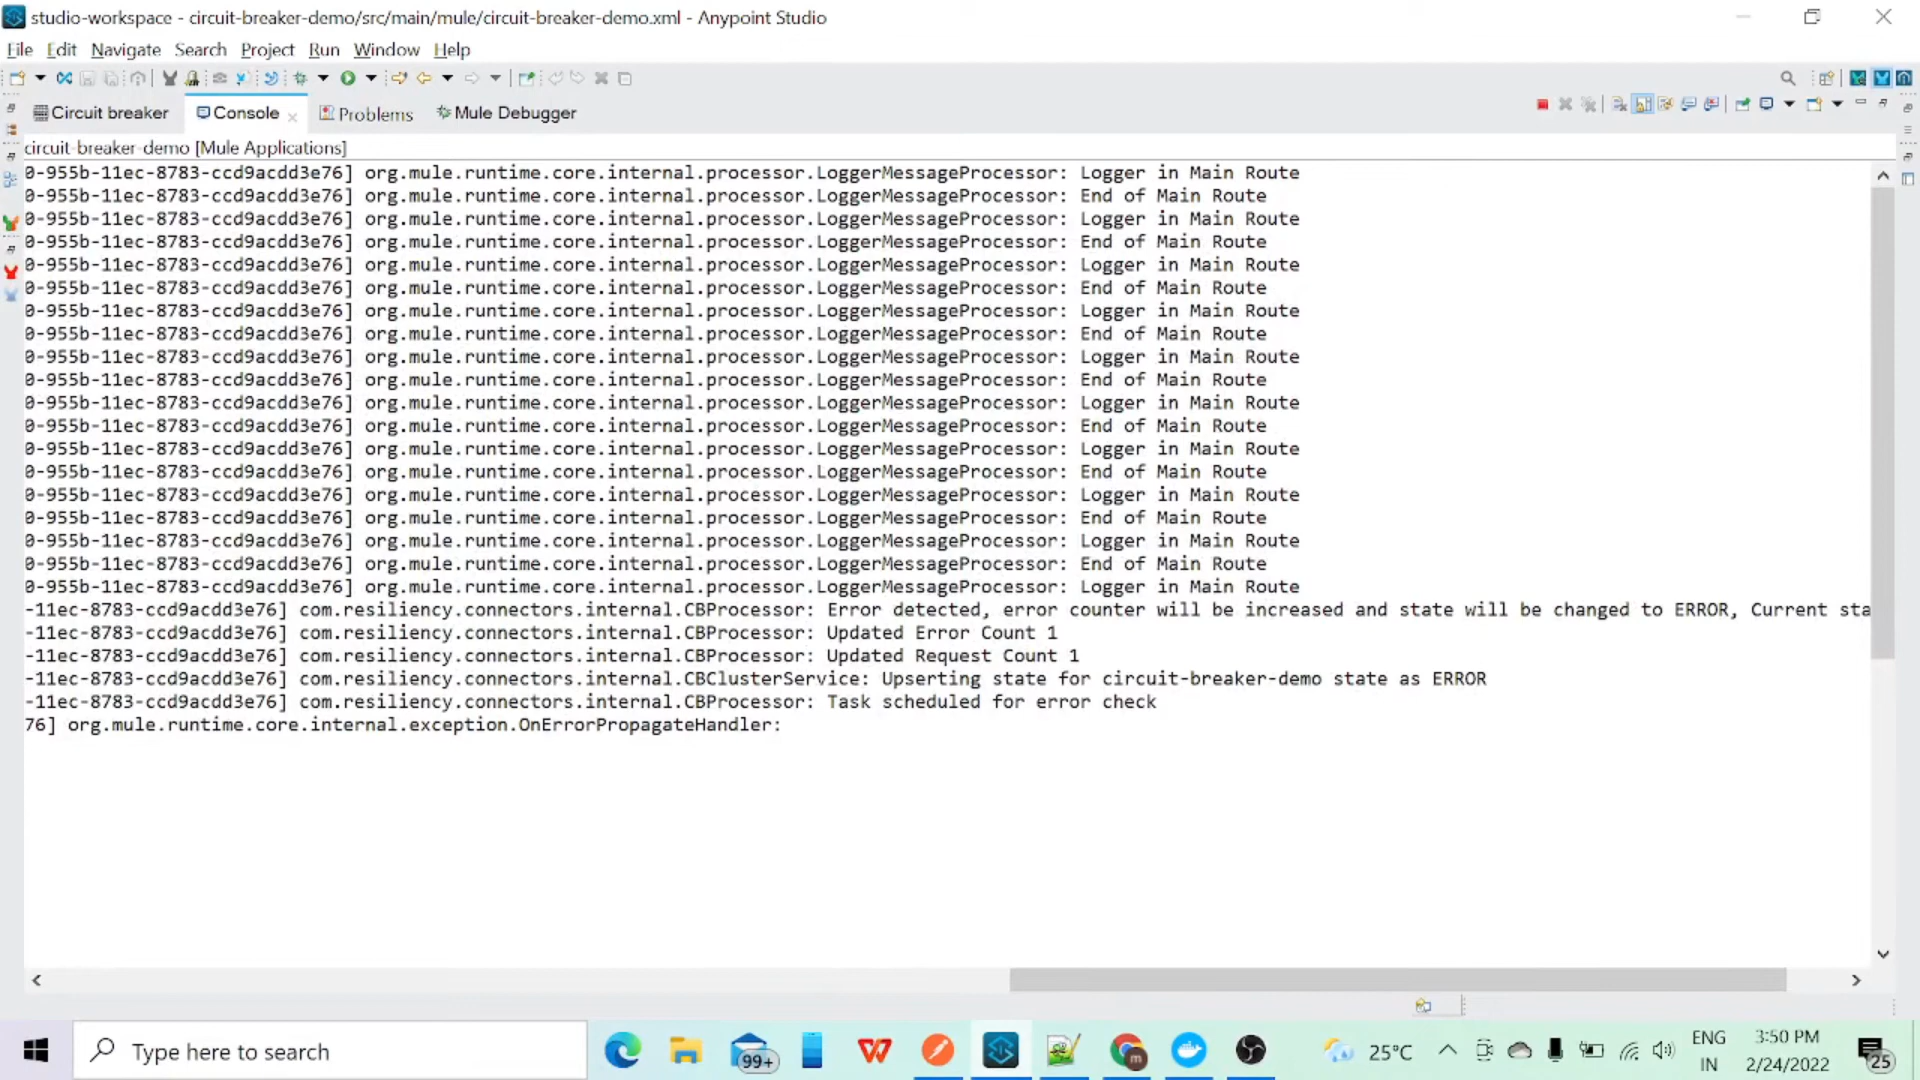 studio-workspace - circuit-breaker-demo/src/main/mule/circuit-breaker-demo.xml - Anypoint Studio
File Edit Navigate Search Project Run Window Help
Circuit breaker Console Problems Mule Debugger
circuit-breaker-demo [Mule Applications]
0-955b-11ec-8783-ccd9acdd3e76] org.mule.runtime.core.internal.processor.LoggerMessageProcessor: Logger in Main Route
0-955b-11ec-8783-ccd9acdd3e76] org.mule.runtime.core.internal.processor.LoggerMessageProcessor: End of Main Route
0-955b-11ec-8783-ccd9acdd3e76] org.mule.runtime.core.internal.processor.LoggerMessageProcessor: Logger in Main Route
0-955b-11ec-8783-ccd9acdd3e76] org.mule.runtime.core.internal.processor.LoggerMessageProcessor: End of Main Route
0-955b-11ec-8783-ccd9acdd3e76] org.mule.runtime.core.internal.processor.LoggerMessageProcessor: Logger in Main Route
0-955b-11ec-8783-ccd9acdd3e76] org.mule.runtime.core.internal.processor.LoggerMessageProcessor: End of Main Route
0-955b-11ec-8783-ccd9acdd3e76] org.mule.runtime.core.internal.processor.LoggerMessageProcessor: Logger in Main Route
0-955b-11ec-8783-ccd9acdd3e76] org.mule.runtime.core.internal.processor.LoggerMessageProcessor: End of Main Route
0-955b-11ec-8783-ccd9acdd3e76] org.mule.runtime.core.internal.processor.LoggerMessageProcessor: Logger in Main Route
0-955b-11ec-8783-ccd9acdd3e76] org.mule.runtime.core.internal.processor.LoggerMessageProcessor: End of Main Route
0-955b-11ec-8783-ccd9acdd3e76] org.mule.runtime.core.internal.processor.LoggerMessageProcessor: Logger in Main Route
0-955b-11ec-8783-ccd9acdd3e76] org.mule.runtime.core.internal.processor.LoggerMessageProcessor: End of Main Route
0-955b-11ec-8783-ccd9acdd3e76] org.mule.runtime.core.internal.processor.LoggerMessageProcessor: Logger in Main Route
0-955b-11ec-8783-ccd9acdd3e76] org.mule.runtime.core.internal.processor.LoggerMessageProcessor: End of Main Route
0-955b-11ec-8783-ccd9acdd3e76] org.mule.runtime.core.internal.processor.LoggerMessageProcessor: Logger in Main Route
0-955b-11ec-8783-ccd9acdd3e76] org.mule.runtime.core.internal.processor.LoggerMessageProcessor: End of Main Route
0-955b-11ec-8783-ccd9acdd3e76] org.mule.runtime.core.internal.processor.LoggerMessageProcessor: Logger in Main Route
0-955b-11ec-8783-ccd9acdd3e76] org.mule.runtime.core.internal.processor.LoggerMessageProcessor: End of Main Route
0-955b-11ec-8783-ccd9acdd3e76] org.mule.runtime.core.internal.processor.LoggerMessageProcessor: Logger in Main Route
-11ec-8783-ccd9acdd3e76] com.resiliency.connectors.internal.CBProcessor: Error detected, error counter will be increased and state will be changed to ERROR, Current sta
-11ec-8783-ccd9acdd3e76] com.resiliency.connectors.internal.CBProcessor: Updated Error Count 1
-11ec-8783-ccd9acdd3e76] com.resiliency.connectors.internal.CBProcessor: Updated Request Count 1
-11ec-8783-ccd9acdd3e76] com.resiliency.connectors.internal.CBClusterService: Upserting state for circuit-breaker-demo state as ERROR
-11ec-8783-ccd9acdd3e76] com.resiliency.connectors.internal.CBProcessor: Task scheduled for error check
76] org.mule.runtime.core.internal.exception.OnErrorPropagateHandler:
Type here to search
99+
m
25°C
ENG
IN
3:50 PM
2/24/2022
25